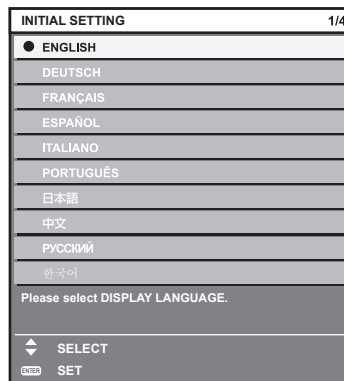 INITIAL SETTING 1/4
ENGLISH
DEUTSCH
FRANÇAIS
ESPAÑOL
ITALIANO
PORTUGUÊS
日本語
中文
РУССКИЙ
한국어
Please select DISPLAY LANGUAGE.
SELECT
ENTER SET